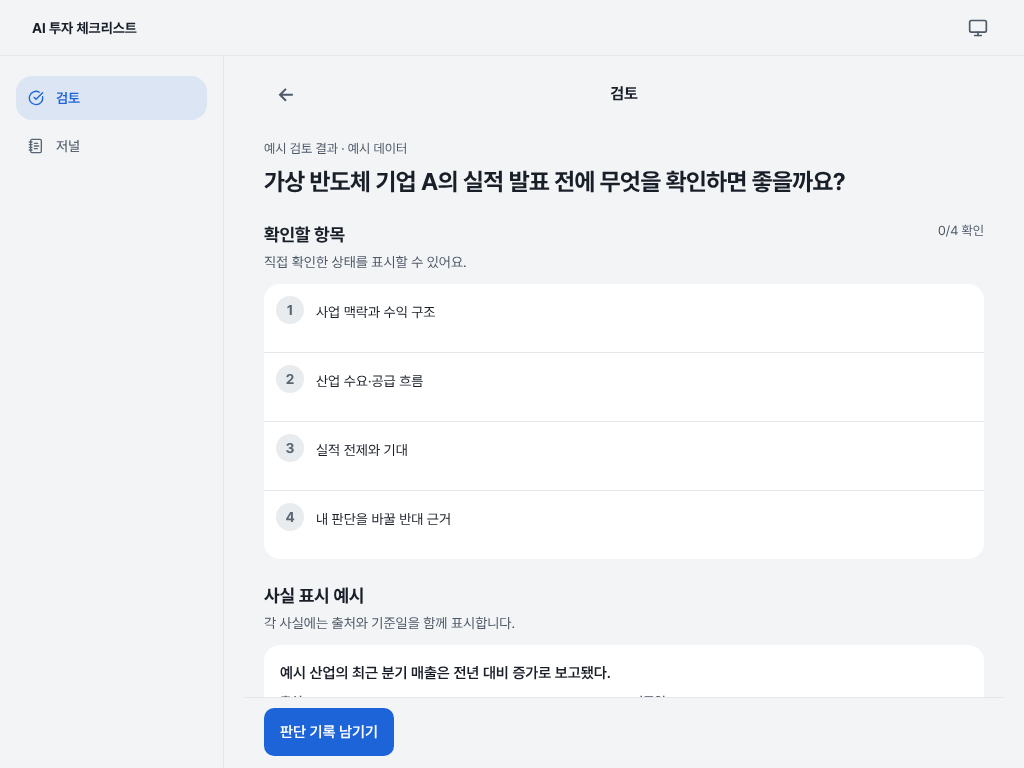 AI 투자 체크리스트
검토
저널
검토
예시 검토 결과 · 예시 데이터
가상 반도체 기업 A의 실적 발표 전에 무엇을 확인하면 좋을까요?
확인할 항목
0/4 확인
직접 확인한 상태를 표시할 수 있어요.
1 사업 맥락과 수익 구조
2 산업 수요·공급 흐름
3 실적 전제와 기대
4 내 판단을 바꿀 반대 근거
사실 표시 예시
각 사실에는 출처와 기준일을 함께 표시합니다.
예시 산업의 최근 분기 매출은 전년 대비 증가로 보고됐다.
판단 기록 남기기